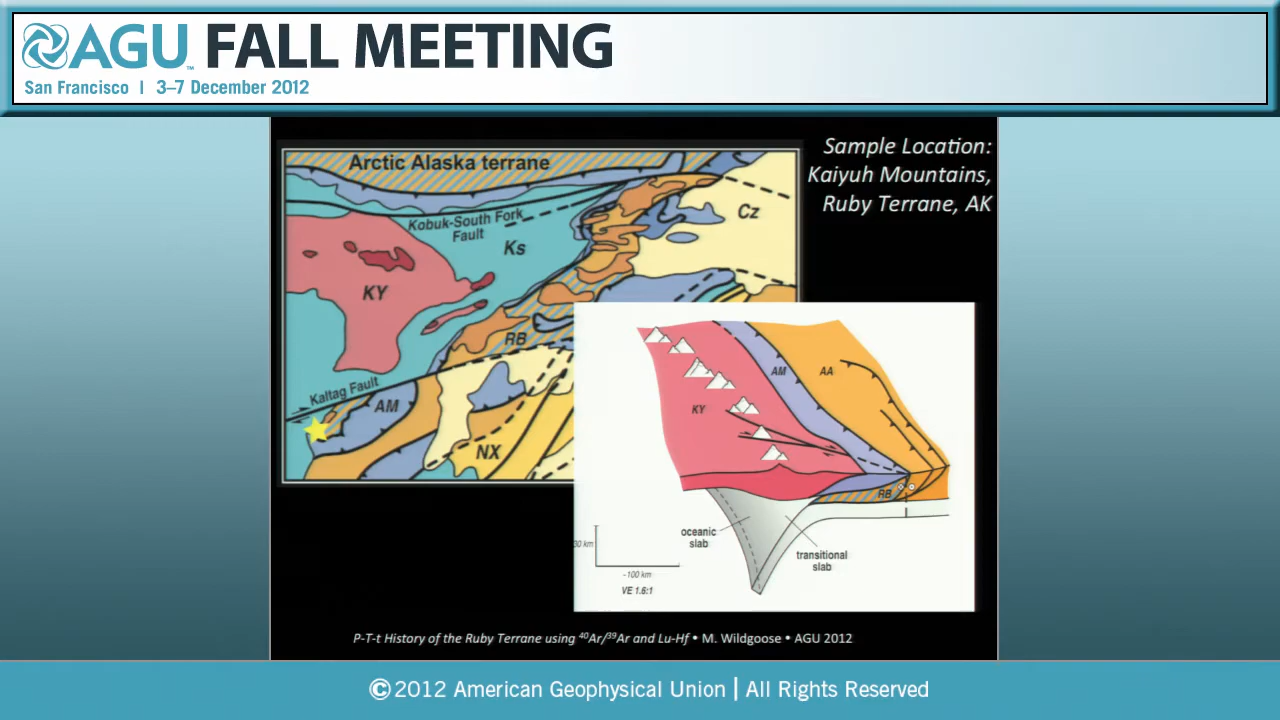 AGU™ FALL MEETING
San Francisco | 3–7 December 2012
Sample Location:
Kaiyuh Mountains,
Ruby Terrane, AK
Arctic Alaska terrane
Kobuk-South Fork
Fault
Cz
Ks
KY
RB
Kaltag Fault
AM
NX
AM
AA
KY
RB
oceanic
slab
transitional
slab
30 km
~100 km
VE 1.6:1
P-T-t History of the Ruby Terrane using ⁴⁰Ar/³⁹Ar and Lu-Hf • M. Wildgoose • AGU 2012
©2012 American Geophysical Union | All Rights Reserved